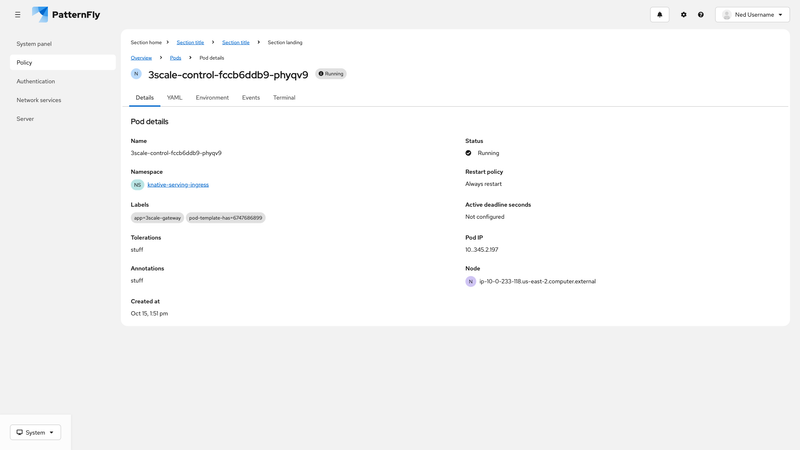 PatternFly
Ned Username
System panel
Policy
Authentication
Network services
Server
System
Section home Section title Section title Section landing
Overview Pods Pod details
N 3scale-control-fccb6ddb9-phyqv9 Running
Details YAML Environment Events Terminal
Pod details
Name
3scale-control-fccb6ddb9-phyqv9
Namespace
NS knative-serving-ingress
Labels
app=3scale-gateway pod-template-has=6747686899
Tolerations
stuff
Annotations
stuff
Created at
Oct 15, 1:51 pm
Status
Running
Restart policy
Always restart
Active deadline seconds
Not configured
Pod IP
10..345.2.197
Node
N ip-10-0-233-118.us-east-2.computer.external